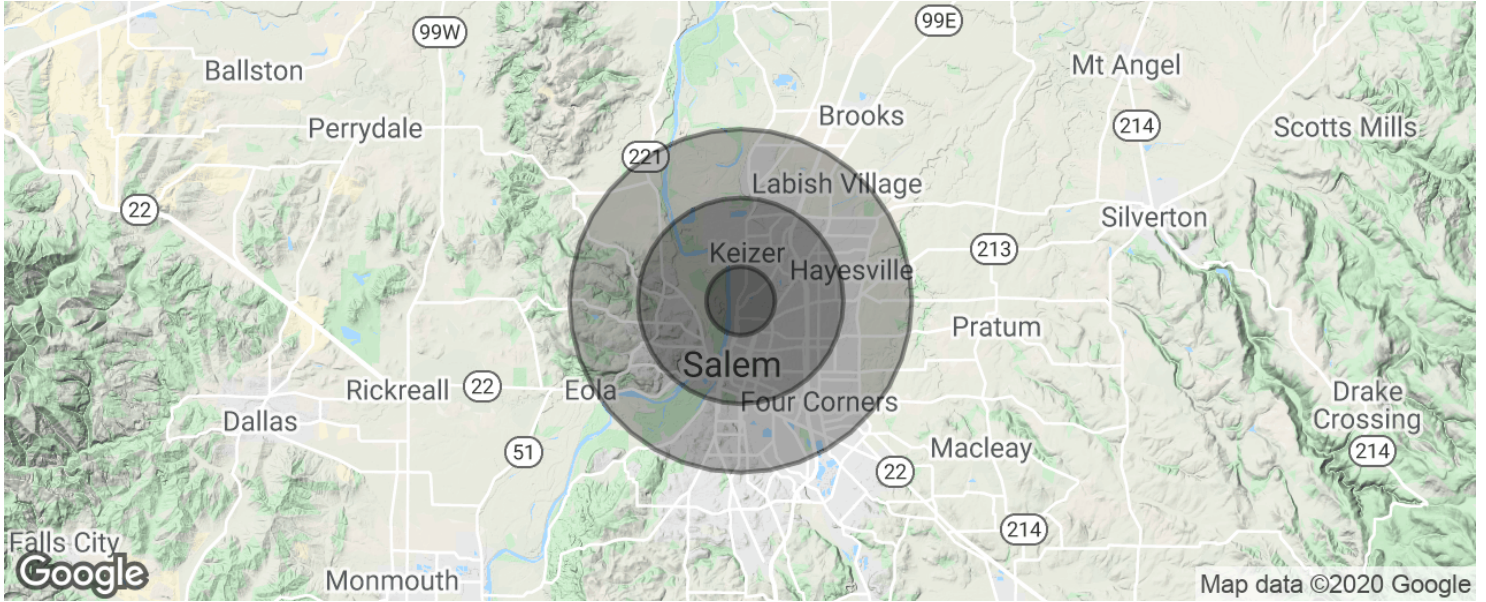 99W
99E
Ballston
Mt Angel
Brooks
Perrydale
214
Scotts Mills
221
Labish Village
22
Silverton
213
Keizer
Hayesville
Pratum
Salem
Rickreall
22
Eola
Four Corners
Drake
Crossing
Dallas
51
Macleay
214
22
214
Falls City
Google
Monmouth
Map data ©2020 Google